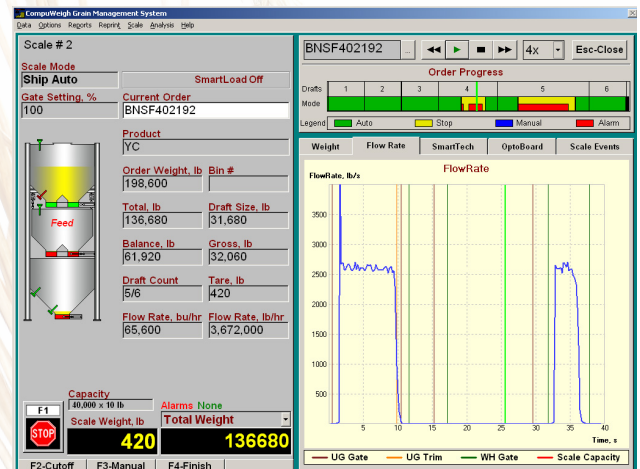 CompuWeigh Grain Management System
Data Options Reports Reprint Scale Analysis Help
Scale # 2
Scale Mode
Ship Auto
SmartLoad Off
Gate Setting, %
100
Current Order
BNSF402192
Product
YC
Order Weight, lb Bin #
198,600
Total, lb Draft Size, lb
136,680 31,680
Balance, lb Gross, lb
61,920 32,060
Draft Count Tare, lb
5/6 420
Flow Rate, bu/hr Flow Rate, lb/hr
65,600 3,672,000
Feed
Capacity
40,000 x 10 lb
Alarms None
F1
STOP
Scale Weight, lb
420
Total Weight
136680
F2-Cutoff F3-Manual F4-Finish
BNSF402192 ... 4x Esc-Close
Order Progress
Drafts 1 2 3 4 5 6
Mode
Legend Auto Stop Manual Alarm
Weight Flow Rate SmartTech OptoBoard Scale Events
FlowRate
FlowRate, lb/s
3500
3000
2500
2000
1500
1000
500
5 10 15 20 25 30 35 40
Time, s
UG Gate UG Trim WH Gate Scale Capacity